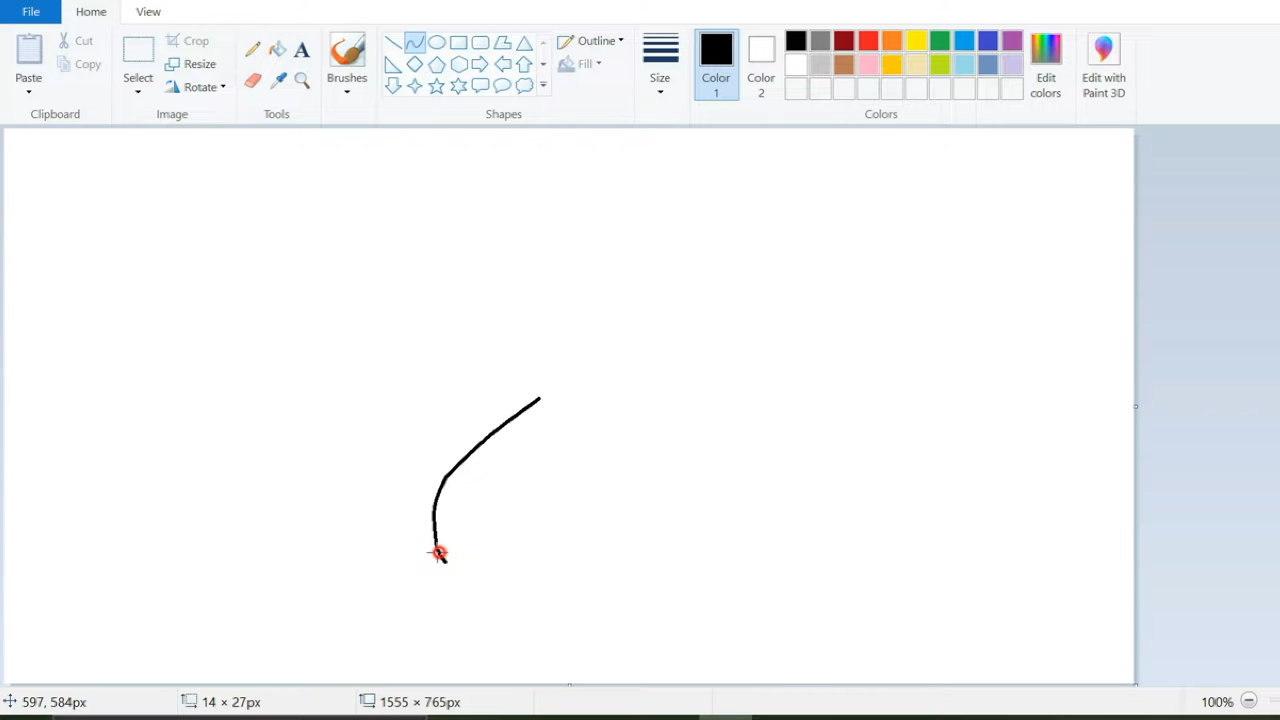 File Home View
Paste
Cut
Copy
Clipboard
Select
Crop
Resize
Rotate
Image
A
Tools
Brushes
Outline
Fill
Shapes
Size
Color
1
Color
2
Edit
colors
Colors
Edit with
Paint 3D
597, 584px 14 × 27px 1555 × 765px 100%